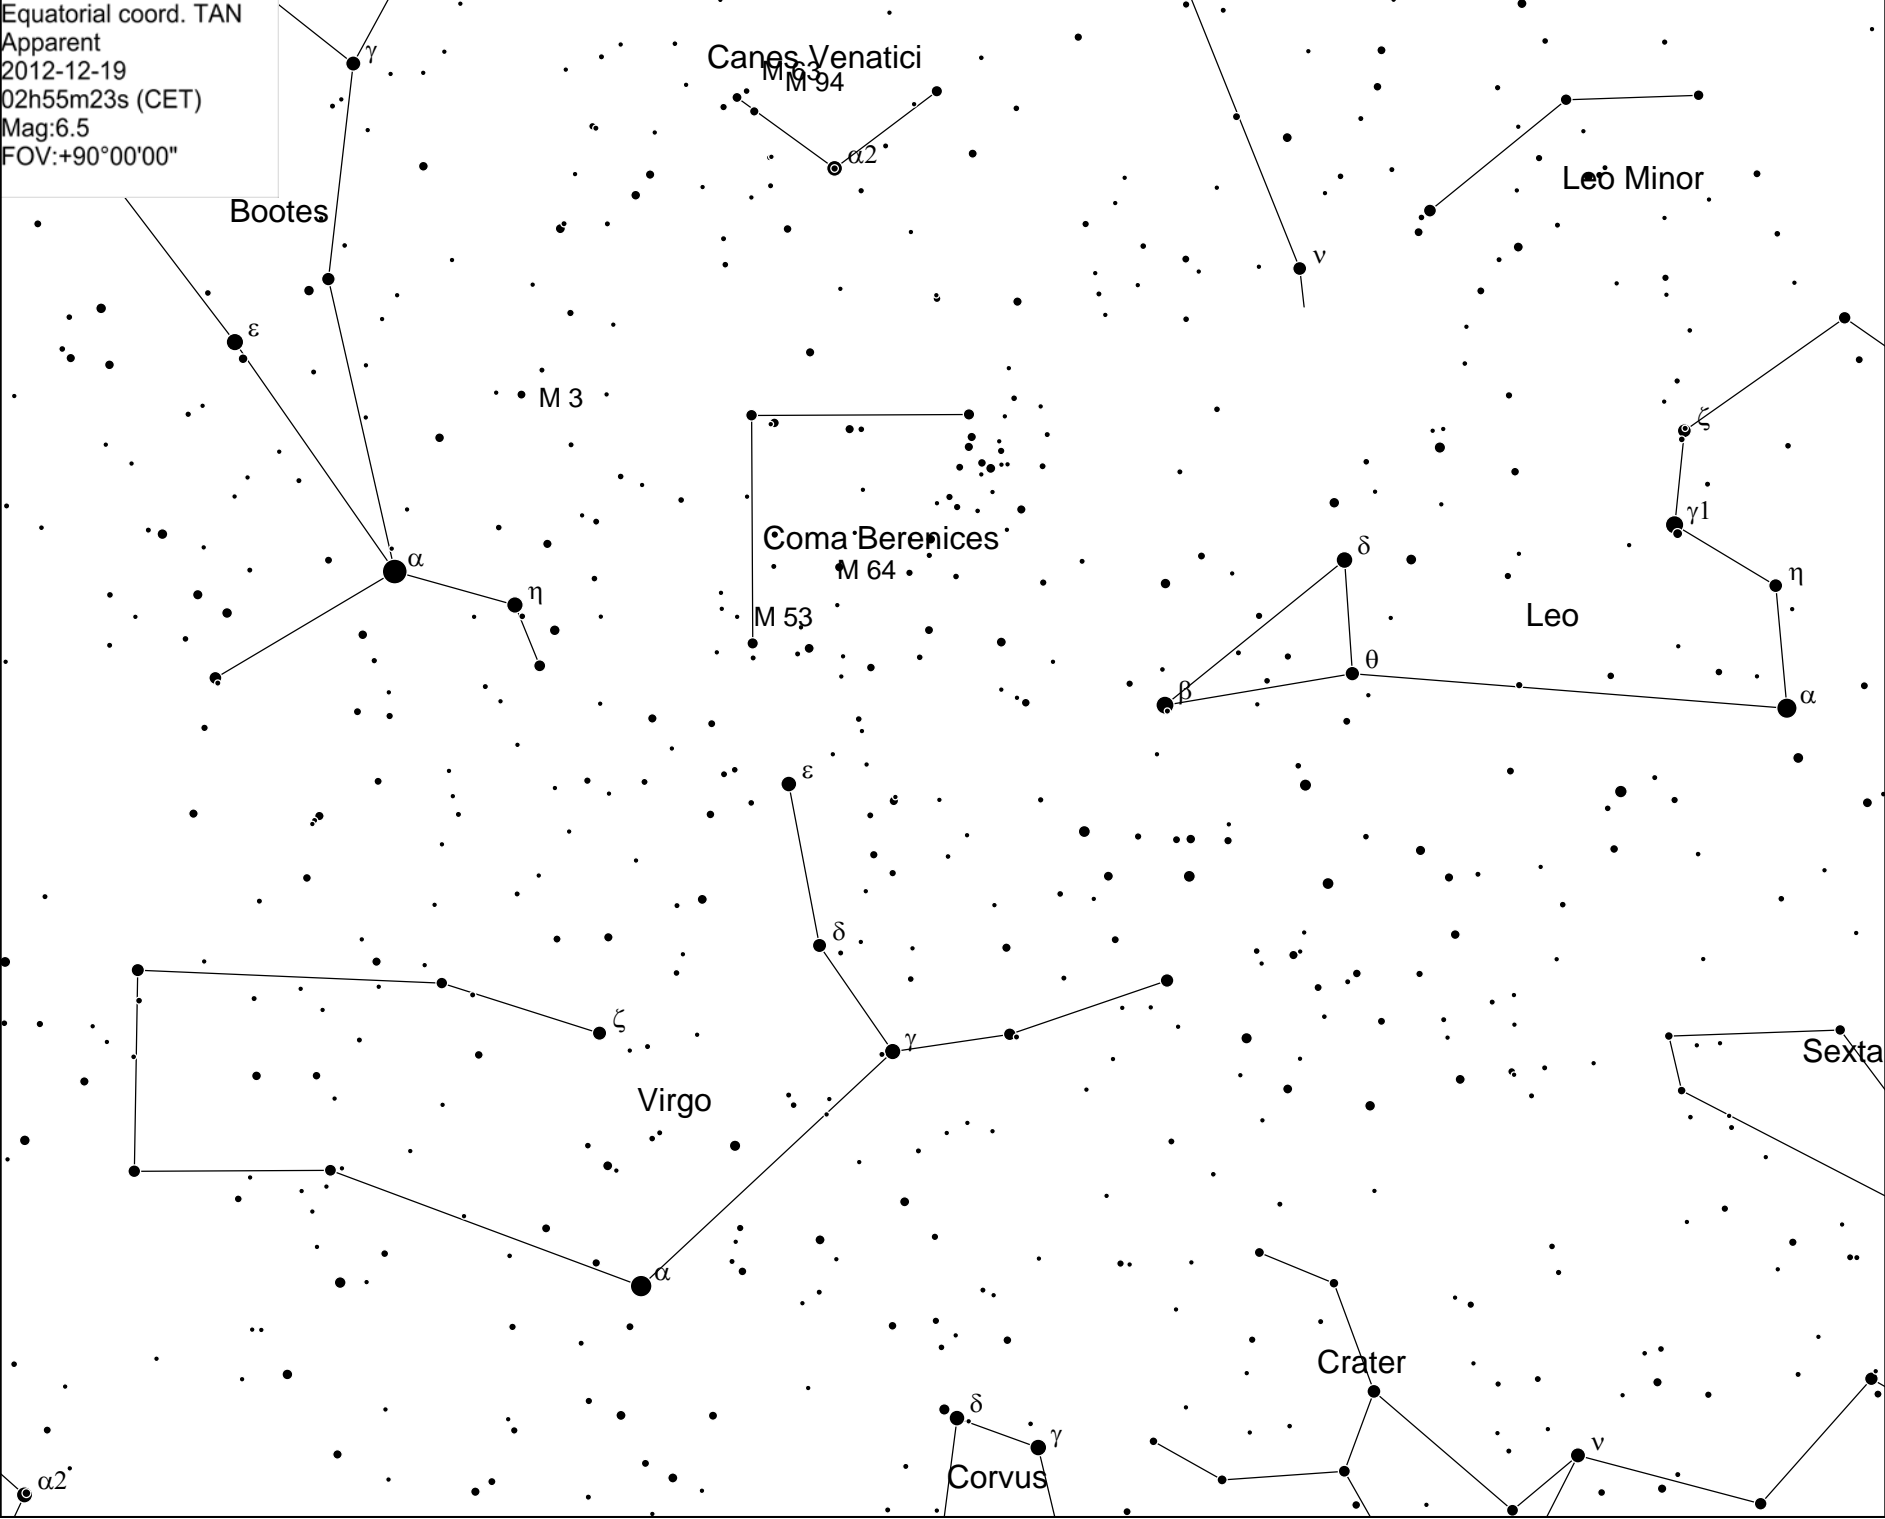 Equatorial coord. TAN
Apparent
2012-12-19
02h55m23s (CET)
Mag:6.5
FOV:+90°00'00"
γ
Canes Venatici
M 63
M 94
α2
Leo Minor
Bootes
ν
ε
M 3
ζ
γ1
Coma Berenices
δ
α
M 64
η
η
M 53
Leo
θ
β
α
ε
δ
ζ
γ
Sexta
Virgo
α
Crater
δ
γ
ν
Corvus
α2